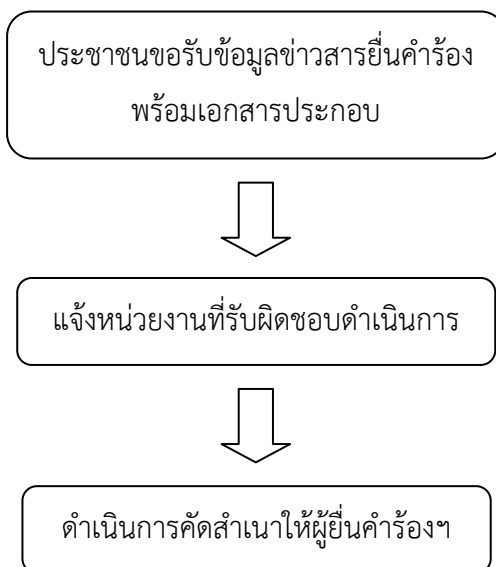 ประชาชนขอรับข้อมูลข่าวสารยื่นคำร้อง
พร้อมเอกสารประกอบ
แจ้งหน่วยงานที่รับผิดชอบดำเนินการ
ดำเนินการคัดสำเนาให้ผู้ยื่นคำร้องฯ